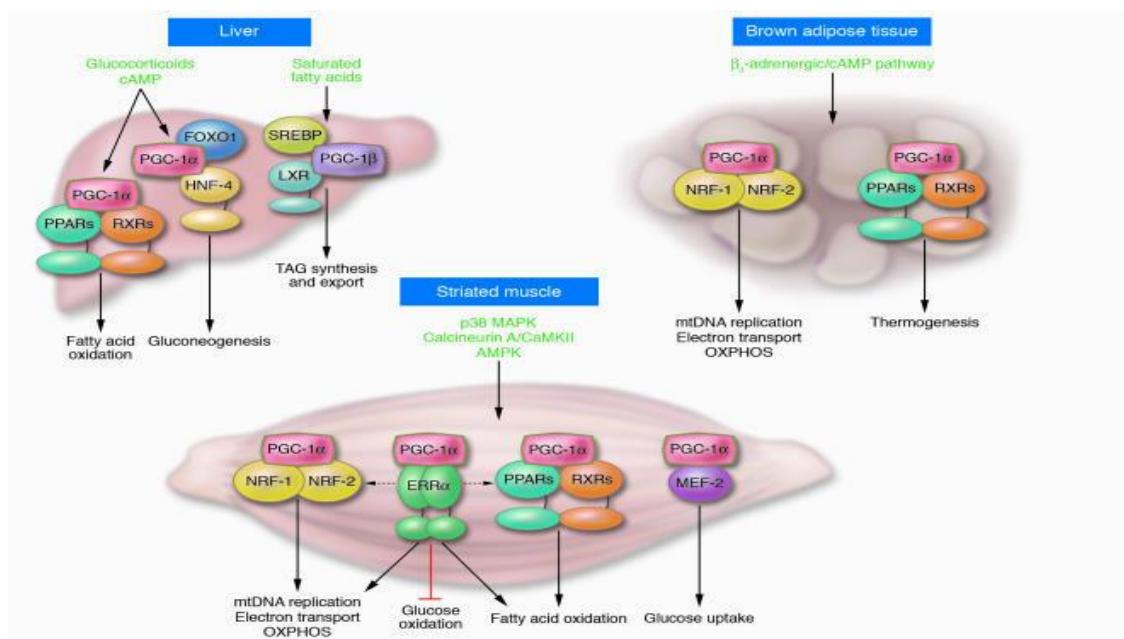 Liver
Glucocorticoids
cAMP
Saturated
fatty acids
FOXO1
PGC-1α
HNF-4
SREBP
PGC-1β
LXR
PGC-1α
PPARs RXRs
TAG synthesis
and export
Fatty acid
oxidation
Gluconeogenesis
Brown adipose tissue
β₃-adrenergic/cAMP pathway
PGC-1α
NRF-1 NRF-2
PGC-1α
PPARs RXRs
mtDNA replication
Electron transport
OXPHOS
Thermogenesis
Striated muscle
p38 MAPK
Calcineurin A/CaMKII
AMPK
PGC-1α
NRF-1 NRF-2
PGC-1α
ERRα
PGC-1α
PPARs RXRs
PGC-1α
MEF-2
mtDNA replication
Electron transport
OXPHOS
Glucose
oxidation
Fatty acid oxidation
Glucose uptake